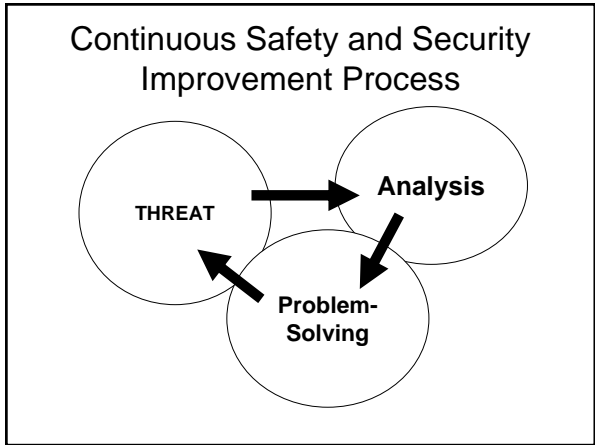 Continuous Safety and Security
Improvement Process
THREAT
Analysis
Problem-
Solving